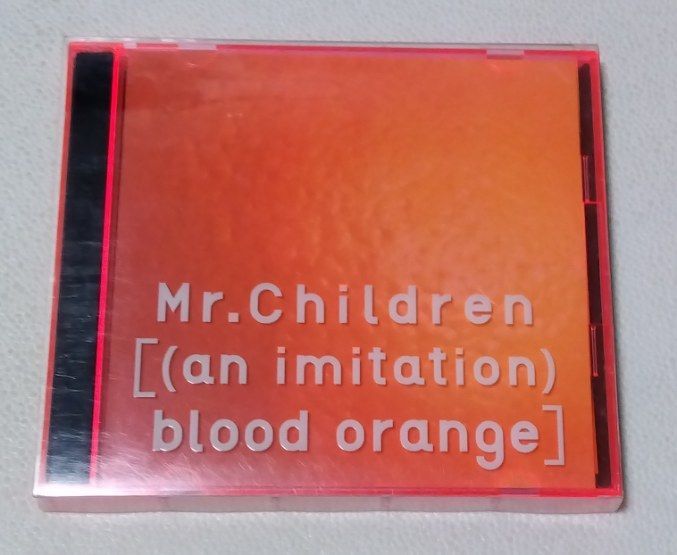 Mr.Children
[(an imitation)
blood orange]